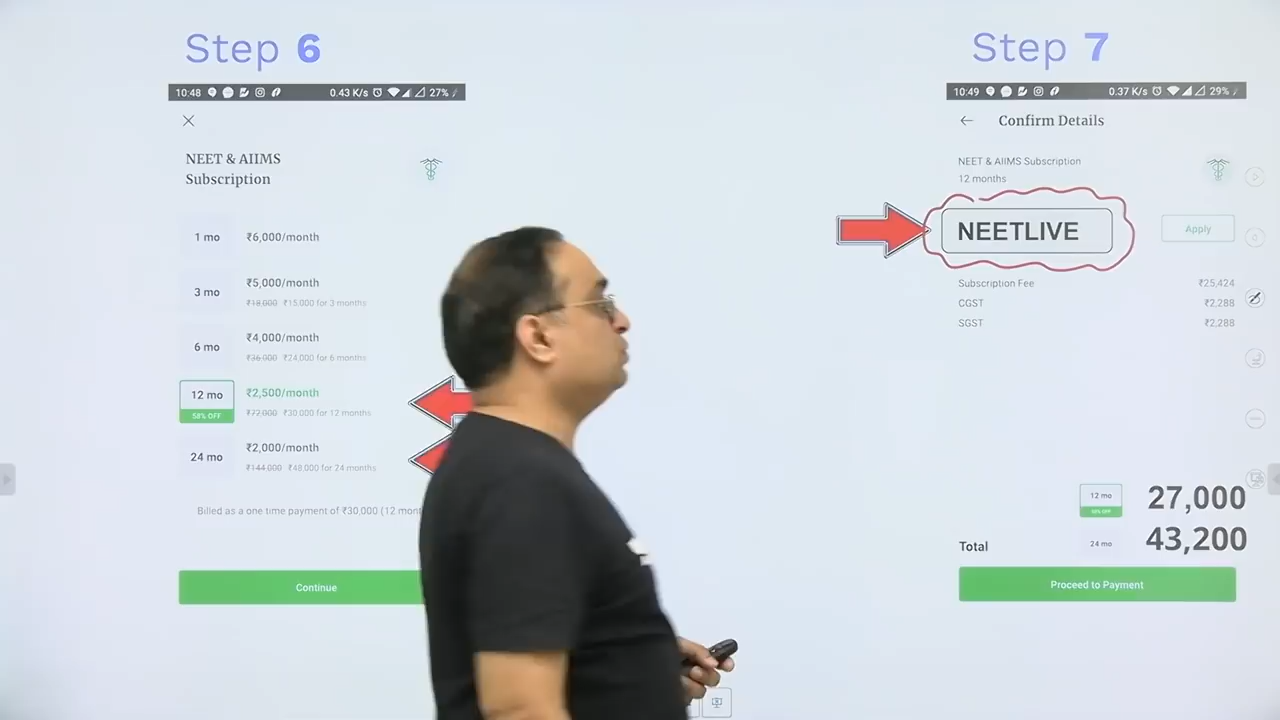 Step 6
10:48
0.43 K/s
27%
NEET & AIIMS
Subscription
1 mo
₹6,000/month
3 mo
₹5,000/month
₹18,000 ₹15,000 for 3 months
6 mo
₹4,000/month
₹36,000 ₹24,000 for 6 months
12 mo
58% OFF
₹2,500/month
₹72,000 ₹30,000 for 12 months
24 mo
₹2,000/month
₹144,000 ₹48,000 for 24 months
Billed as a one time payment of ₹30,000 (12 mont
Continue
Step 7
10:49
0.37 K/s
29%
Confirm Details
NEET & AIIMS Subscription
12 months
NEETLIVE
Apply
Subscription Fee ₹25,424
CGST ₹2,288
SGST ₹2,288
12 mo 27,000
Total 24 mo 43,200
Proceed to Payment